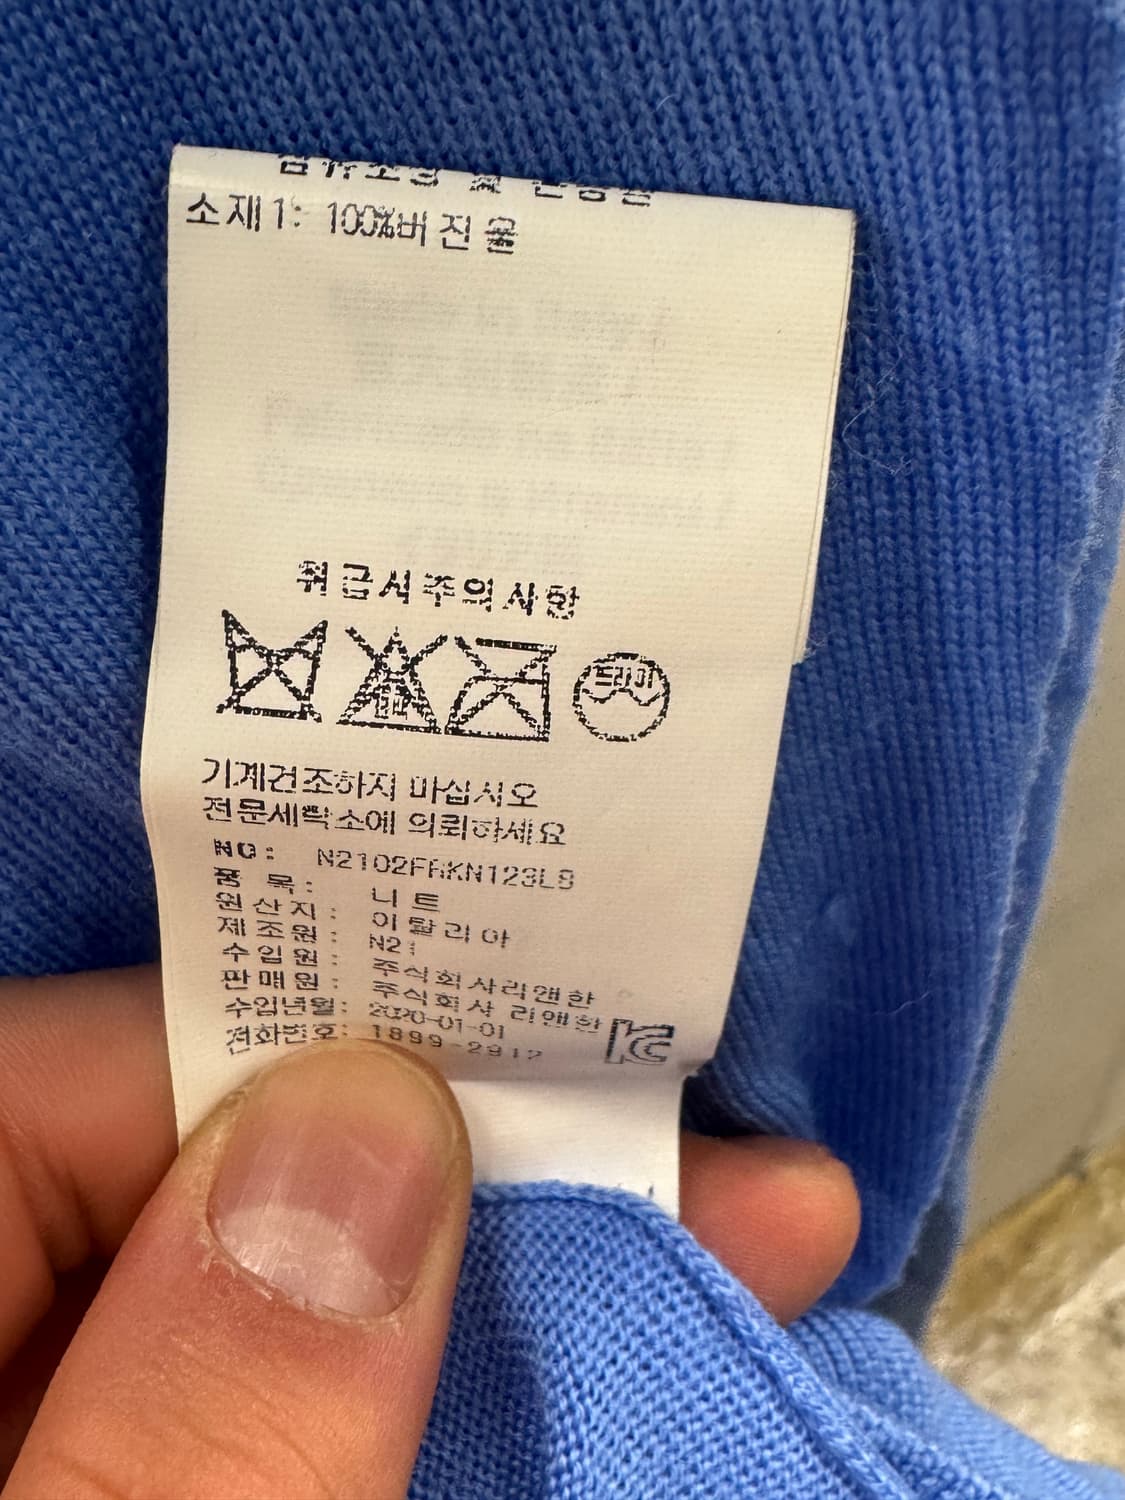 소재1: 100%버진울
취급시주의사항
드라이
기계건조하지 마십시오
전문세탁소에 의뢰하세요
NO:
품 목: 니트
원산지: 이탈리아
제조원: N21
수입원: 주식회사리앤한
판매원: 주식회사 리앤한
수입년월: 2020-01-01
전화번호: 1899-2912
KC